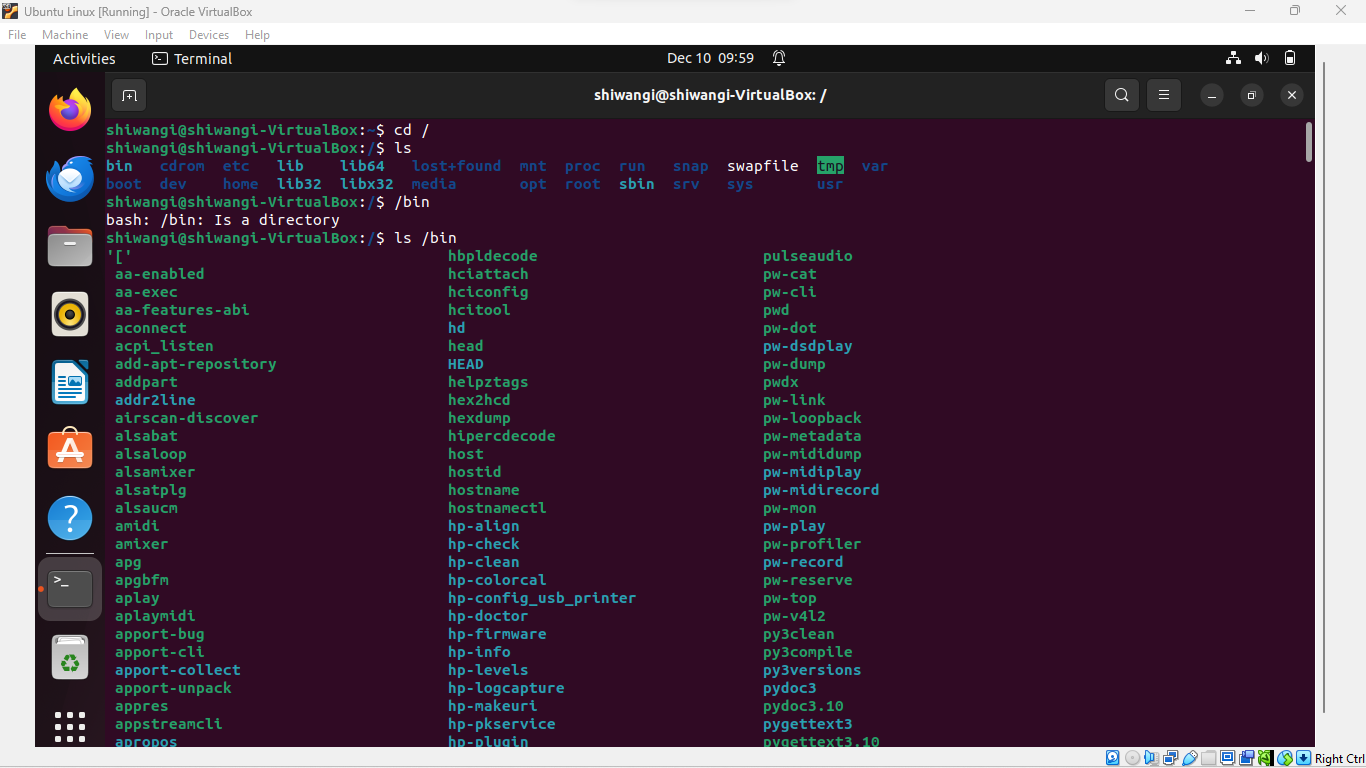 Ubuntu Linux [Running] - Oracle VirtualBox
File Machine View Input Devices Help
Activities Terminal Dec 10 09:59
shiwangi@shiwangi-VirtualBox: /
shiwangi@shiwangi-VirtualBox:~$ cd /
shiwangi@shiwangi-VirtualBox:/$ ls
bin cdrom etc lib lib64 lost+found mnt proc run snap swapfile tmp var
boot dev home lib32 libx32 media opt root sbin srv sys usr
shiwangi@shiwangi-VirtualBox:/$ /bin
bash: /bin: Is a directory
shiwangi@shiwangi-VirtualBox:/$ ls /bin
'[' hbpldecode pulseaudio
aa-enabled hciattach pw-cat
aa-exec hciconfig pw-cli
aa-features-abi hcitool pwd
aconnect hd pw-dot
acpi_listen head pw-dsdplay
add-apt-repository HEAD pw-dump
addpart helpztags pwdx
addr2line hex2hcd pw-link
airscan-discover hexdump pw-loopback
alsabat hipercdecode pw-metadata
alsaloop host pw-mididump
alsamixer hostid pw-midiplay
alsatplg hostname pw-midirecord
alsaucm hostnamectl pw-mon
amidi hp-align pw-play
amixer hp-check pw-profiler
apg hp-clean pw-record
apgbfm hp-colorcal pw-reserve
aplay hp-config_usb_printer pw-top
aplaymidi hp-doctor pw-v4l2
apport-bug hp-firmware py3clean
apport-cli hp-info py3compile
apport-collect hp-levels py3versions
apport-unpack hp-logcapture pydoc3
appres hp-makeuri pydoc3.10
appstreamcli hp-pkservice pygettext3
apropos hp-plugin pygettext3.10
Right Ctrl